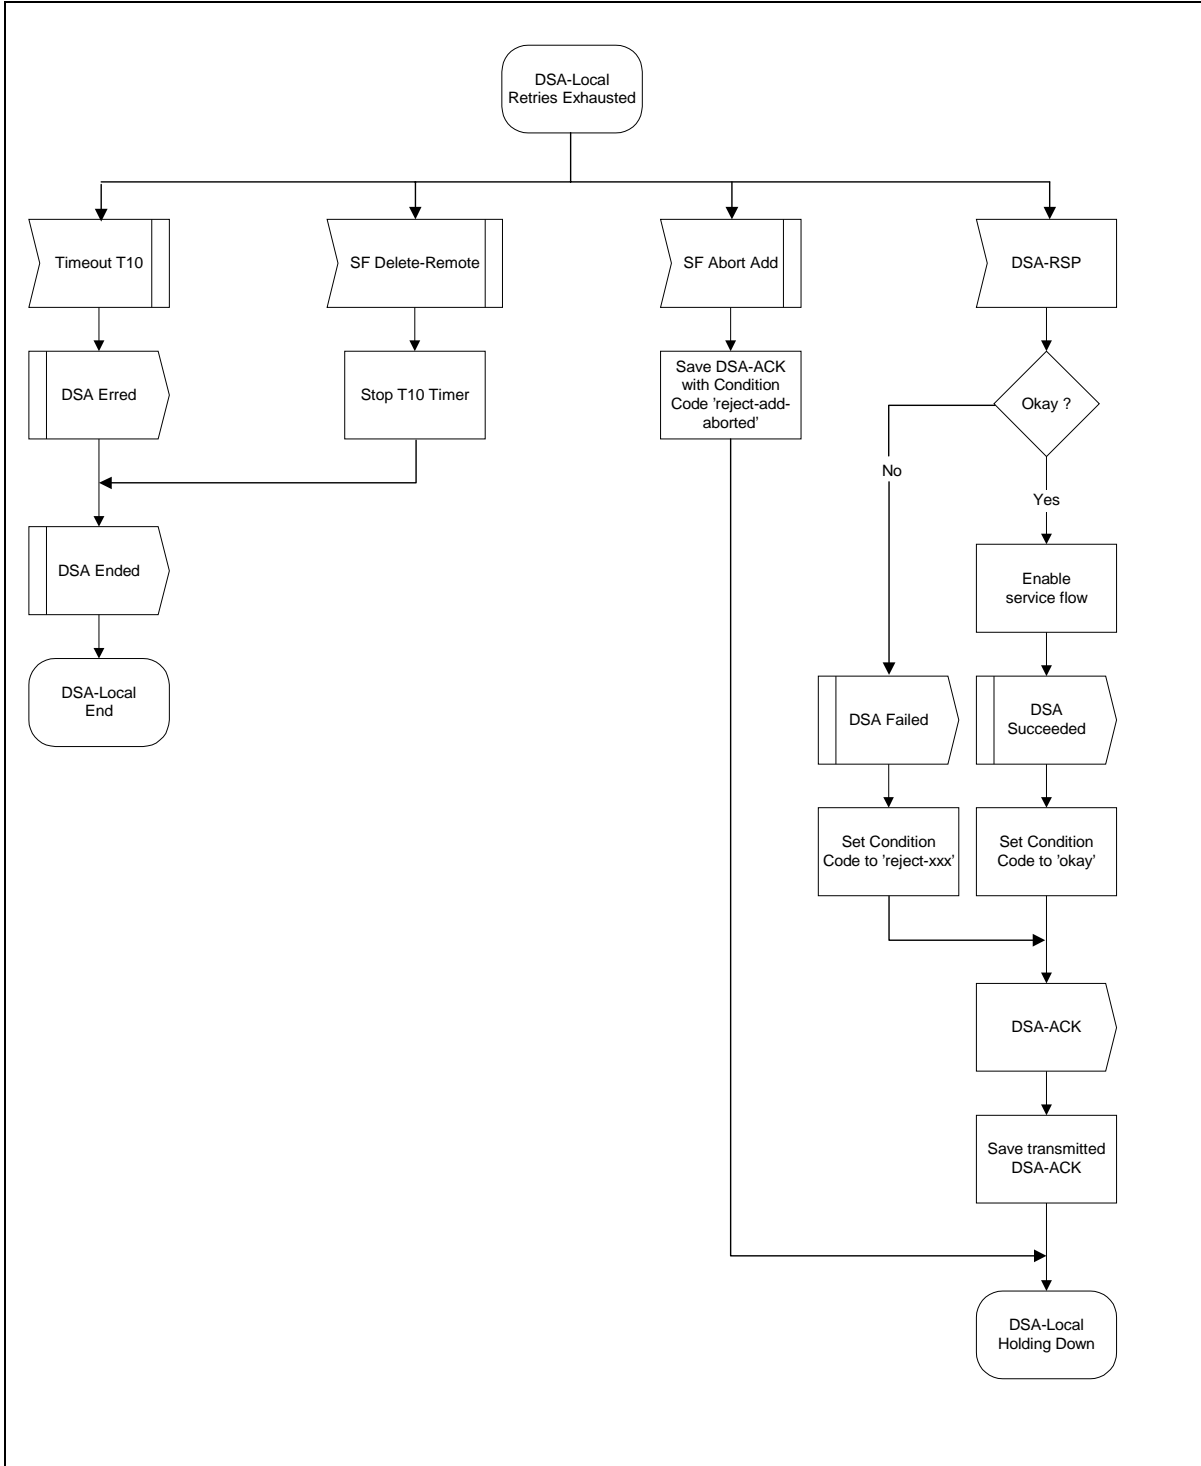 DSA-Local
Retries Exhausted
Timeout T10
SF Delete-Remote
SF Abort Add
DSA-RSP
DSA Erred
Stop T10 Timer
Save DSA-ACK
with Condition
Code 'reject-add-
aborted'
Okay ?
No
Yes
DSA Ended
Enable
service flow
DSA-Local
End
DSA Failed
DSA
Succeeded
Set Condition
Code to 'reject-xxx'
Set Condition
Code to 'okay'
DSA-ACK
Save transmitted
DSA-ACK
DSA-Local
Holding Down